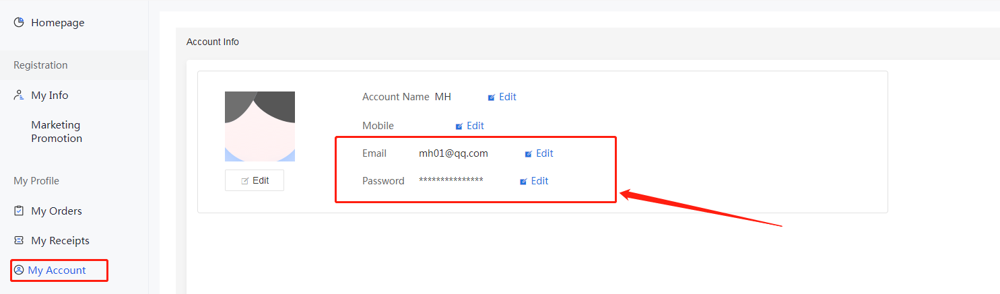 Homepage
Registration
My Info
Marketing
Promotion
My Profile
My Orders
My Receipts
My Account
Account Info
Edit
Account Name MH Edit
Mobile Edit
Email mh01@qq.com Edit
Password *************** Edit